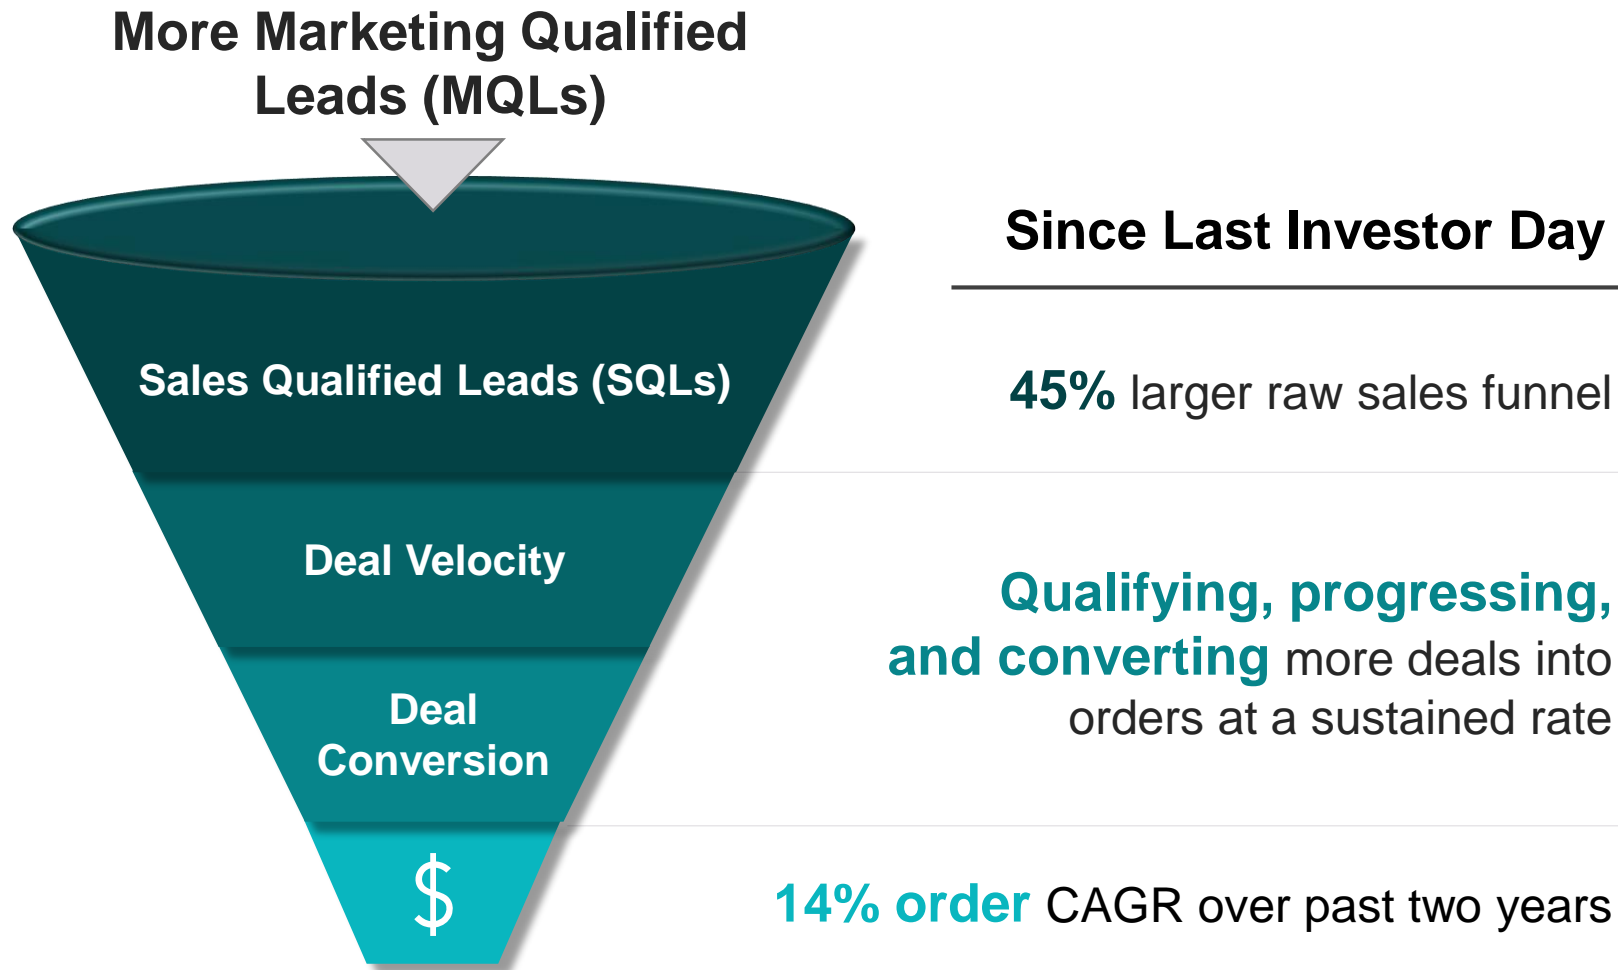 More Marketing Qualified
Leads (MQLs)
Since Last Investor Day
Sales Qualified Leads (SQLs)
45% larger raw sales funnel
Deal Velocity
Qualifying, progressing,
and converting more deals into
orders at a sustained rate
Deal
Conversion
$
14% order CAGR over past two years